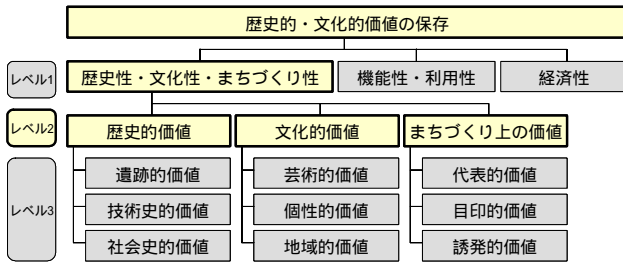 歴史的・文化的価値の保存
レベル1
歴史性・文化性・まちづくり性
機能性・利用性
経済性
レベル2
歴史的価値
文化的価値
まちづくり上の価値
レベル3
遺跡的価値
芸術的価値
代表的価値
技術史的価値
個性的価値
目印的価値
社会史的価値
地域的価値
誘発的価値